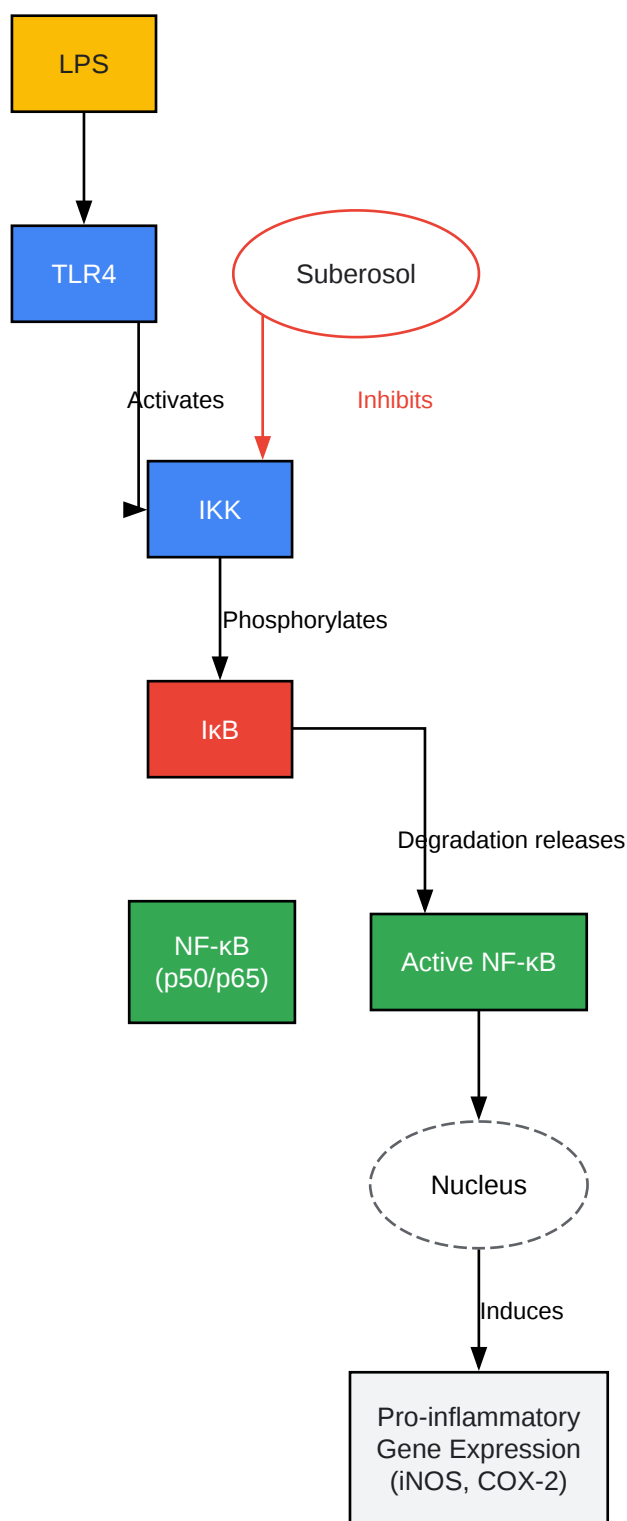 LPS
TLR4
Suberosol
Activates
Inhibits
IKK
Phosphorylates
IκB
Degradation releases
NF-κB
(p50/p65)
Active NF-κB
Nucleus
Induces
Pro-inflammatory
Gene Expression
(iNOS, COX-2)